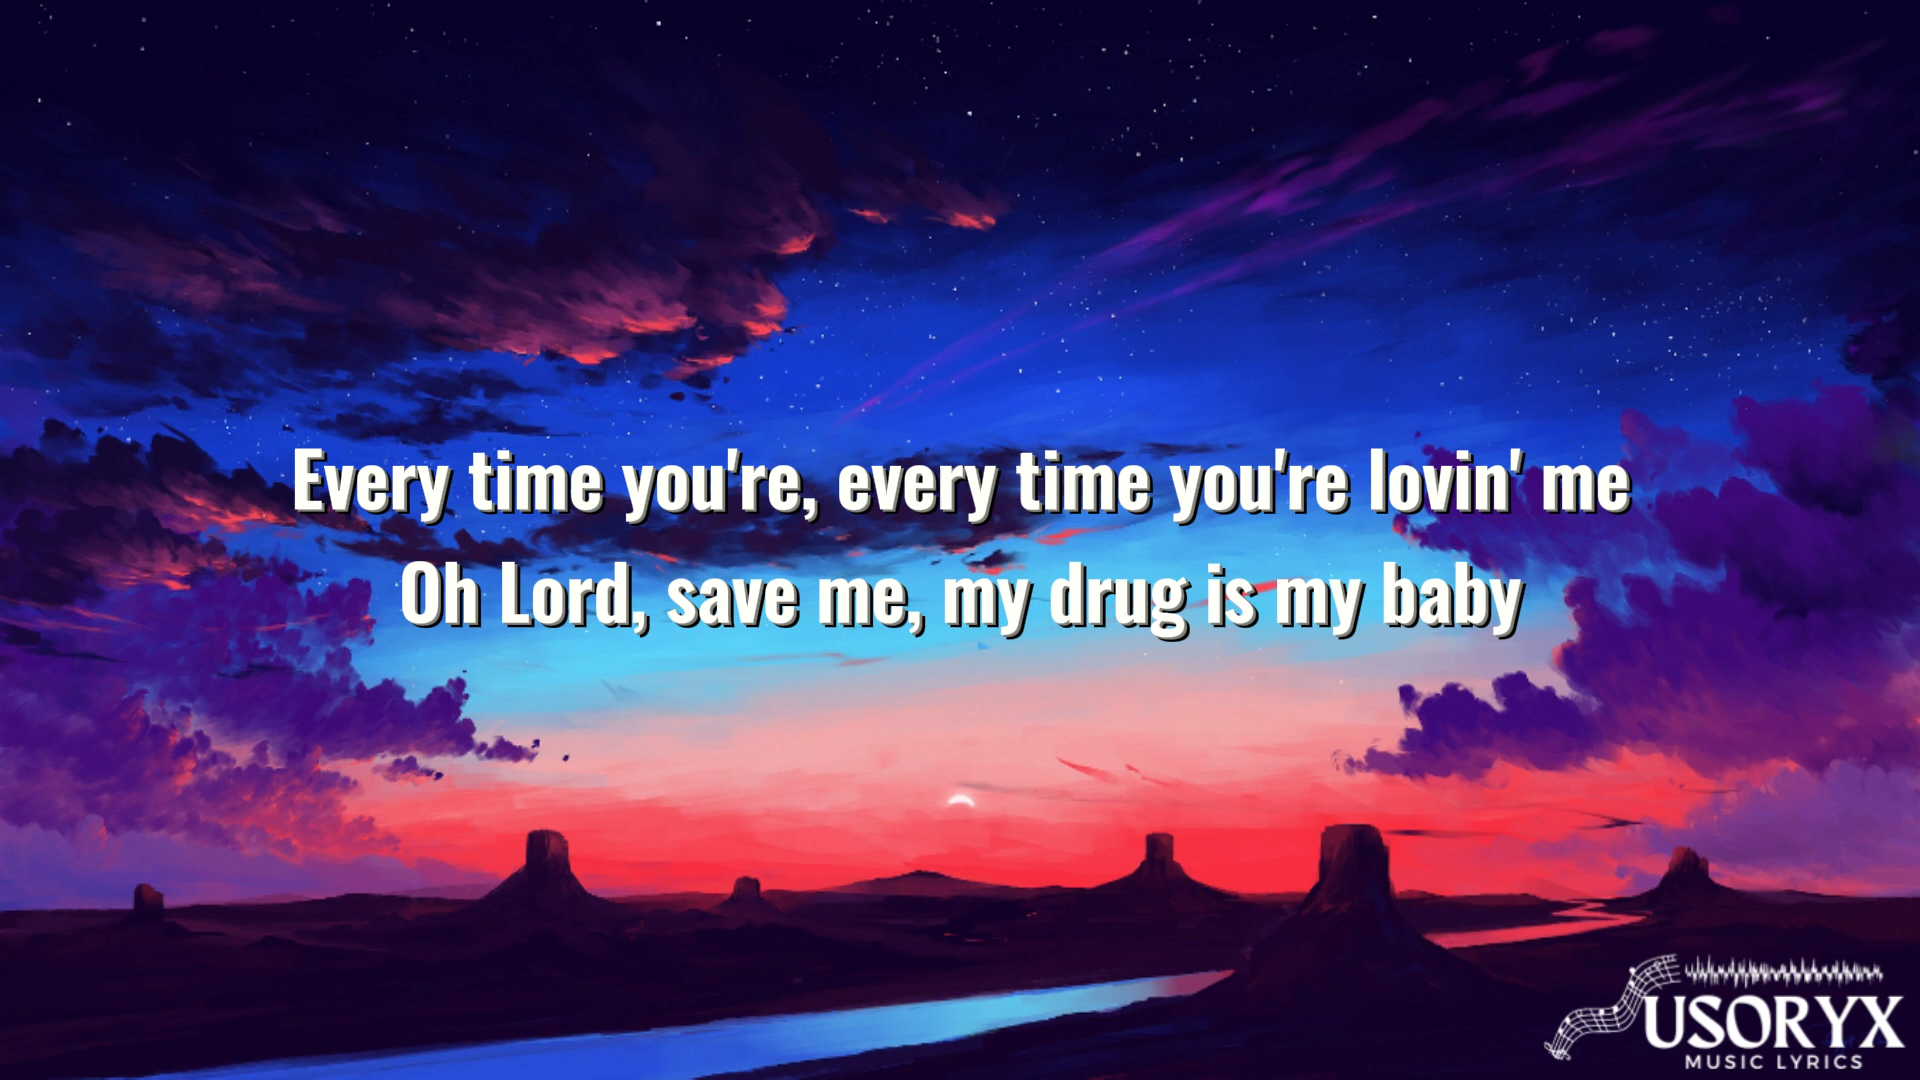 Every time you're, every time you're lovin' me
Oh Lord, save me, my drug is my baby
USORYX
MUSIC LYRICS